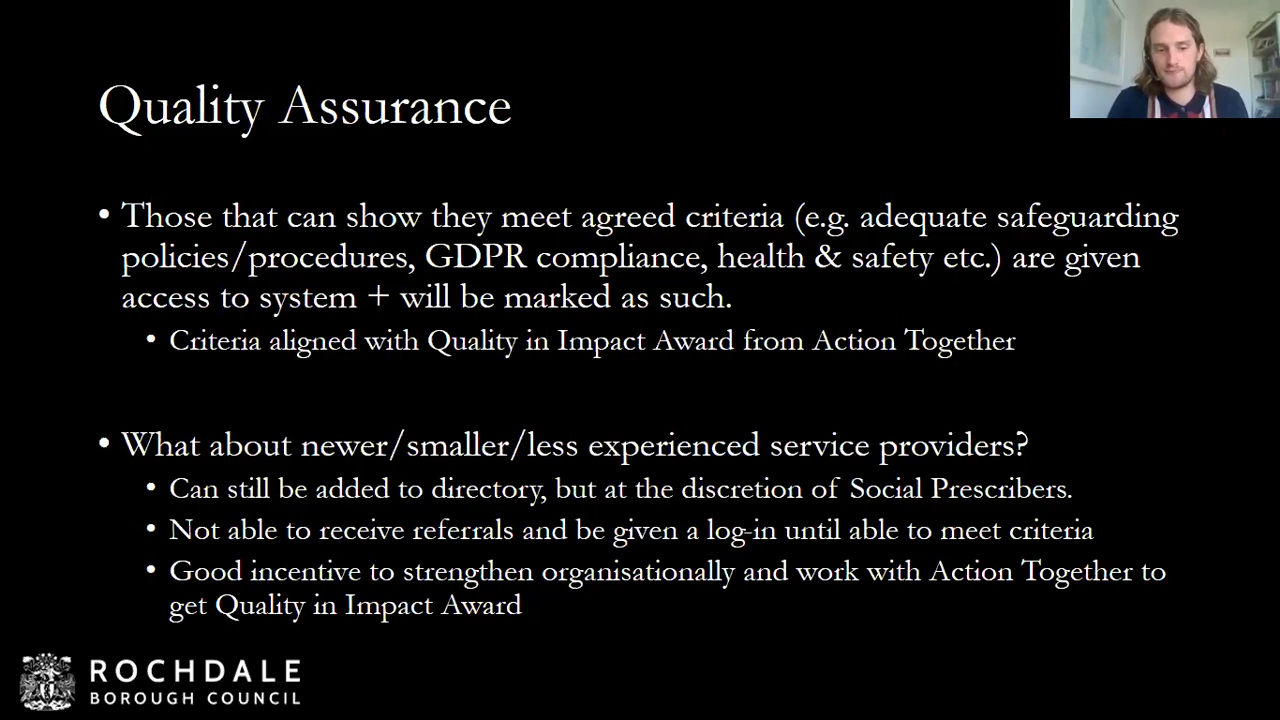 Quality Assurance
• Those that can show they meet agreed criteria (e.g. adequate safeguarding
policies/procedures, GDPR compliance, health & safety etc.) are given
access to system + will be marked as such.
• Criteria aligned with Quality in Impact Award from Action Together
• What about newer/smaller/less experienced service providers?
• Can still be added to directory, but at the discretion of Social Prescribers.
• Not able to receive referrals and be given a log-in until able to meet criteria
• Good incentive to strengthen organisationally and work with Action Together to
get Quality in Impact Award
ROCHDALE
BOROUGH COUNCIL